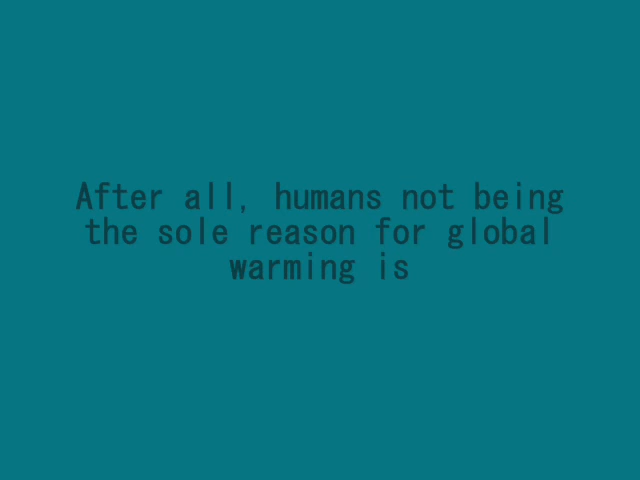 After all, humans not being
the sole reason for global
warming is